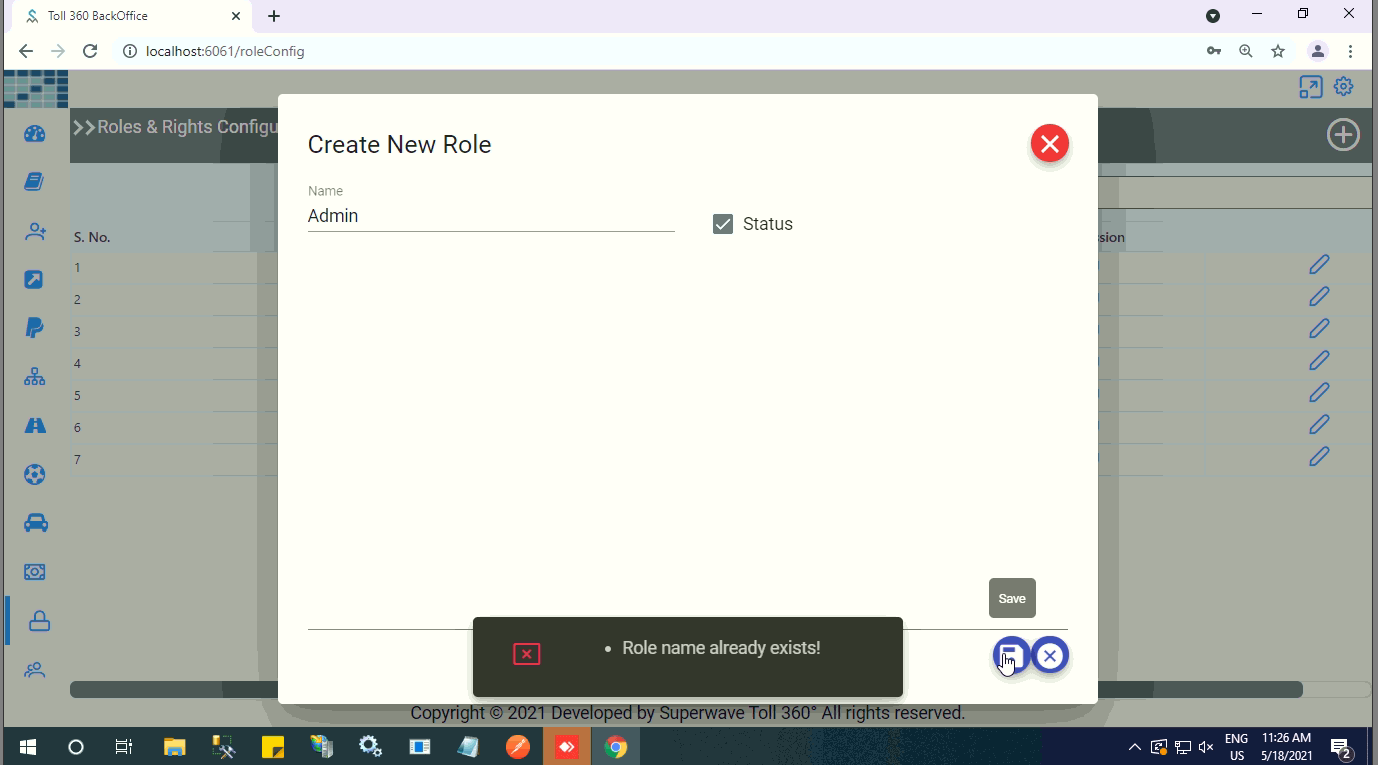 Toll 360 BackOffice
localhost:6061/roleConfig
>>Roles & Rights Configu
Create New Role
Name
Admin
Status
S. No.
sion
1
2
3
4
5
6
7
Save
• Role name already exists!
Copyright © 2021 Developed by Superwave Toll 360° All rights reserved.
ENG
US
11:26 AM
5/18/2021
2